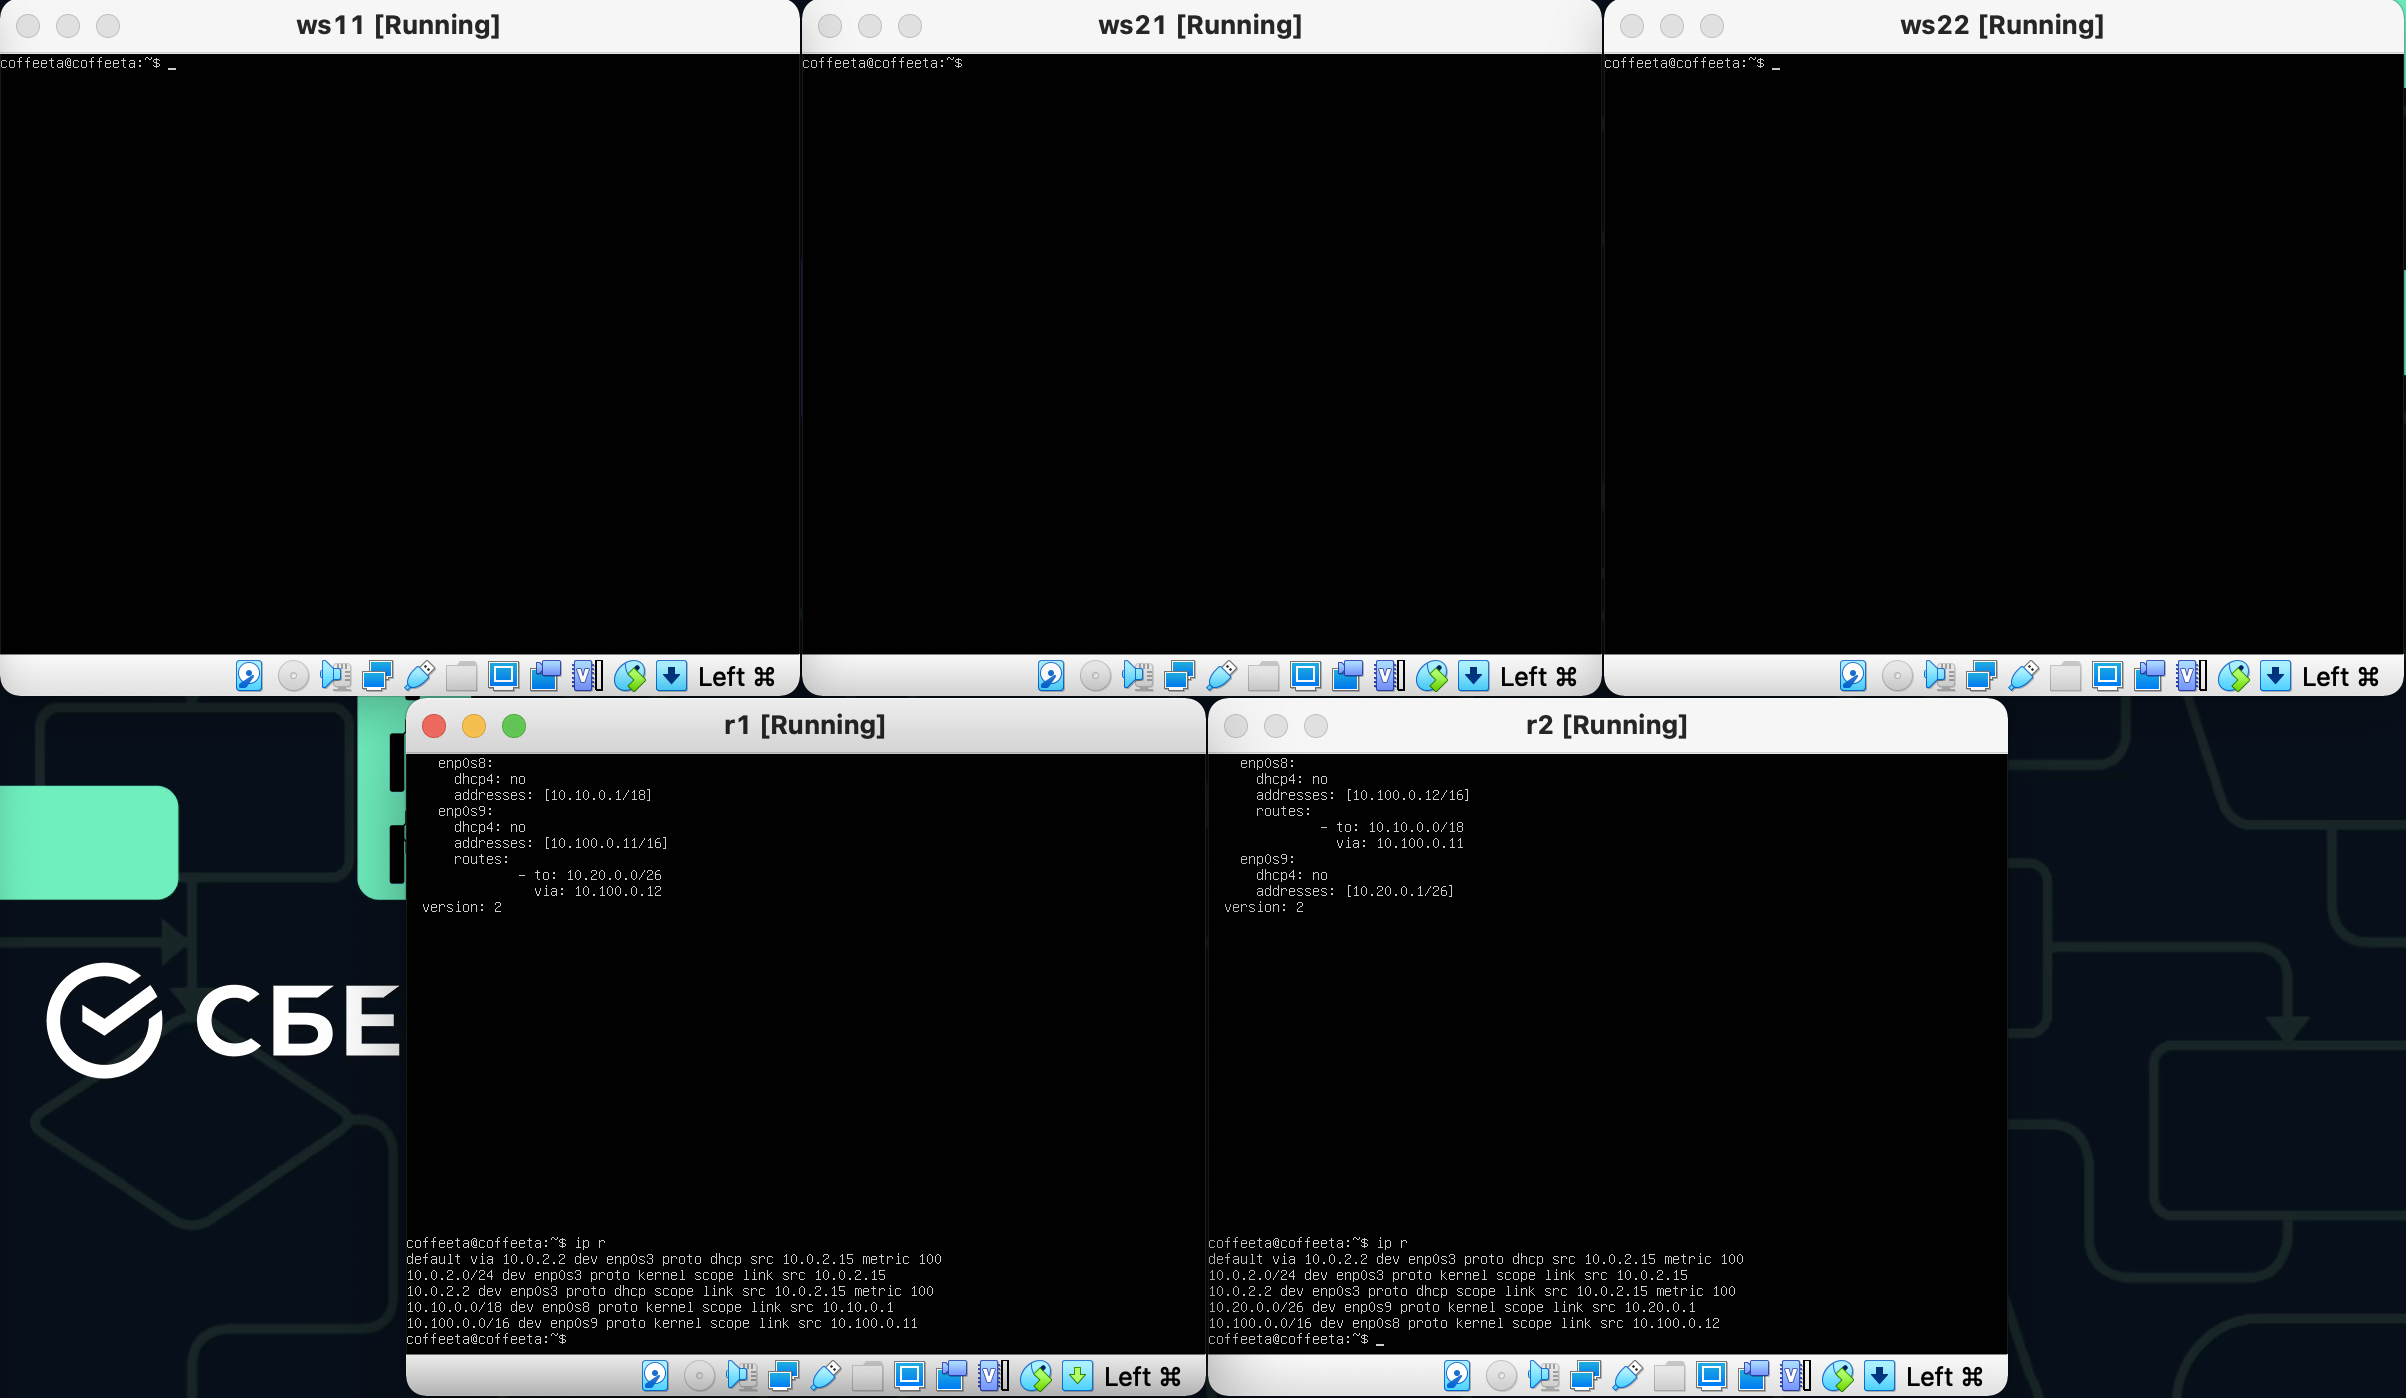 ws11 [Running]
coffeeta@coffeeta:~$ _
Left ⌘
ws21 [Running]
coffeeta@coffeeta:~$
Left ⌘
ws22 [Running]
coffeeta@coffeeta:~$ _
Left ⌘
СБЕ
r1 [Running]
enp0s8:
dhcp4: no
addresses: [10.10.0.1/18]
enp0s9:
dhcp4: no
addresses: [10.100.0.11/16]
routes:
- to: 10.20.0.0/26
via: 10.100.0.12
version: 2
coffeeta@coffeeta:~$ ip r
default via 10.0.2.2 dev enp0s3 proto dhcp src 10.0.2.15 metric 100
10.0.2.0/24 dev enp0s3 proto kernel scope link src 10.0.2.15
10.0.2.2 dev enp0s3 proto dhcp scope link src 10.0.2.15 metric 100
10.10.0.0/18 dev enp0s8 proto kernel scope link src 10.10.0.1
10.100.0.0/16 dev enp0s9 proto kernel scope link src 10.100.0.11
coffeeta@coffeeta:~$
Left ⌘
r2 [Running]
enp0s8:
dhcp4: no
addresses: [10.100.0.12/16]
routes:
- to: 10.10.0.0/18
via: 10.100.0.11
enp0s9:
dhcp4: no
addresses: [10.20.0.1/26]
version: 2
coffeeta@coffeeta:~$ ip r
default via 10.0.2.2 dev enp0s3 proto dhcp src 10.0.2.15 metric 100
10.0.2.0/24 dev enp0s3 proto kernel scope link src 10.0.2.15
10.0.2.2 dev enp0s3 proto dhcp scope link src 10.0.2.15 metric 100
10.20.0.0/26 dev enp0s9 proto kernel scope link src 10.20.0.1
10.100.0.0/16 dev enp0s8 proto kernel scope link src 10.100.0.12
coffeeta@coffeeta:~$ _
Left ⌘